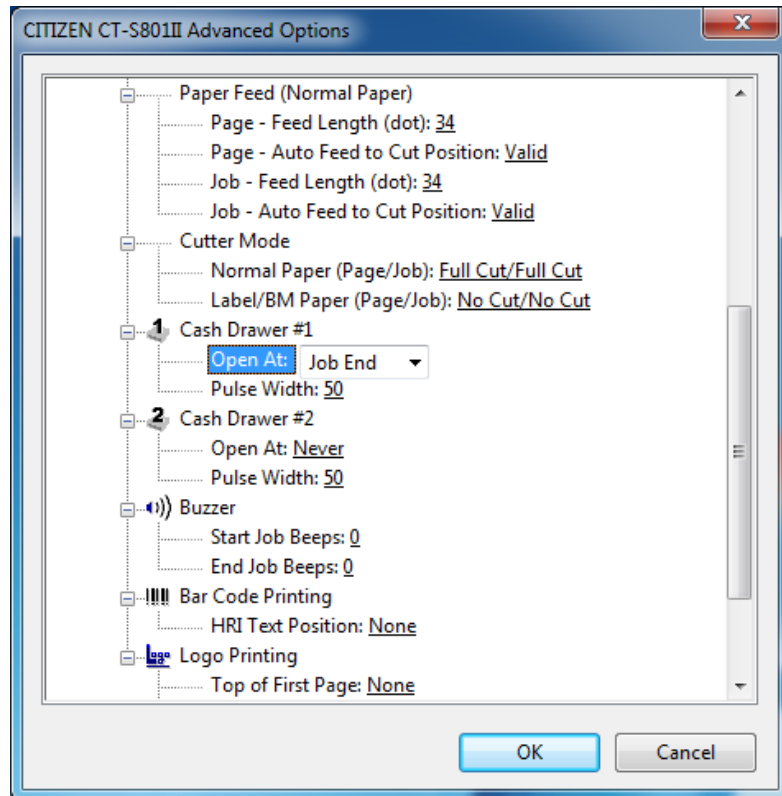 CITIZEN CT-S801II Advanced Options
Paper Feed (Normal Paper)
Page - Feed Length (dot): 34
Page - Auto Feed to Cut Position: Valid
Job - Feed Length (dot): 34
Job - Auto Feed to Cut Position: Valid
Cutter Mode
Normal Paper (Page/Job): Full Cut/Full Cut
Label/BM Paper (Page/Job): No Cut/No Cut
1 Cash Drawer #1
Open At: Job End
Pulse Width: 50
2 Cash Drawer #2
Open At: Never
Pulse Width: 50
Buzzer
Start Job Beeps: 0
End Job Beeps: 0
Bar Code Printing
HRI Text Position: None
Logo Printing
Top of First Page: None
OK Cancel